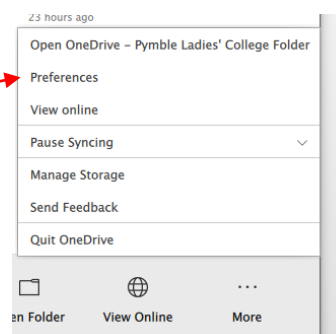 23 hours ago
Open OneDrive – Pymble Ladies' College Folder
Preferences
View online
Pause Syncing
Manage Storage
Send Feedback
Quit OneDrive
en Folder View Online More